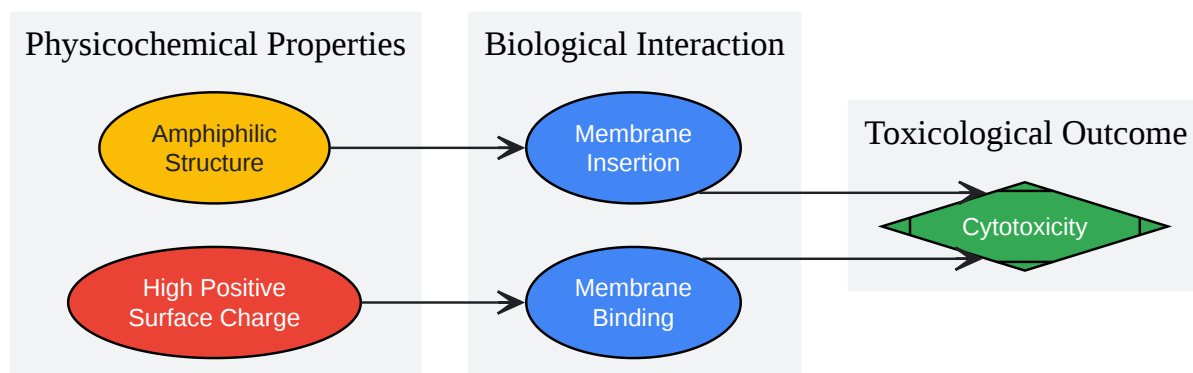 Physicochemical Properties
Amphiphilic
Structure
High Positive
Surface Charge
Biological Interaction
Membrane
Insertion
Membrane
Binding
Toxicological Outcome
Cytotoxicity